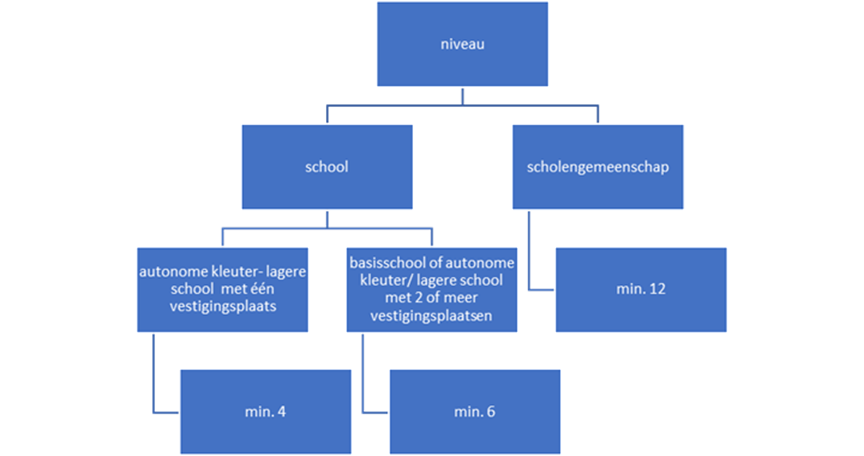 niveau
school
scholengemeenschap
autonome kleuter- lagere
school met één
vestigingsplaats
basisschool of autonome
kleuter/ lagere school
met 2 of meer
vestigingsplaatsen
min. 12
min. 4
min. 6